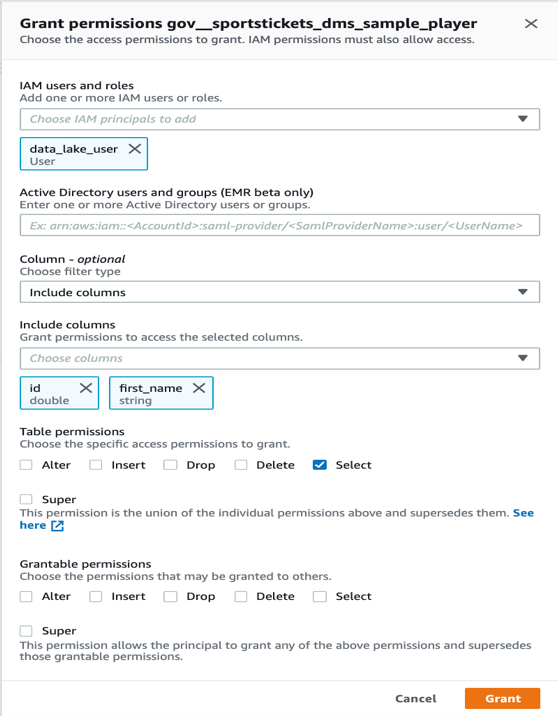 Grant permissions gov__sportstickets_dms_sample_player
Choose the access permissions to grant. IAM permissions must also allow access.
IAM users and roles
Add one or more IAM users or roles.
Choose IAM principals to add
data_lake_user
User
Active Directory users and groups (EMR beta only)
Enter one or more Active Directory users or groups.
Ex: arn:aws:iam::<AccountId>:saml-provider/<SamlProviderName>:user/<UserName>
Column - optional
Choose filter type
Include columns
Include columns
Grant permissions to access the selected columns.
Choose columns
id first_name
double string
Table permissions
Choose the specific access permissions to grant.
Alter Insert Drop Delete Select
Super
This permission is the union of the individual permissions above and supersedes them. See
here
Grantable permissions
Choose the permissions that may be granted to others.
Alter Insert Drop Delete Select
Super
This permission allows the principal to grant any of the above permissions and supersedes
those grantable permissions.
Cancel Grant